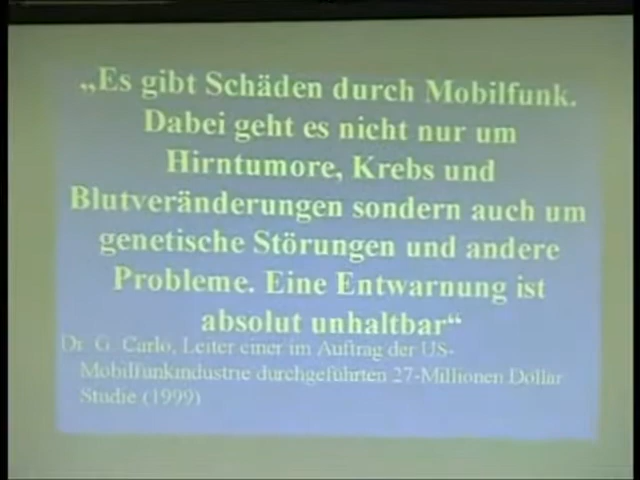 „Es gibt Schäden durch Mobilfunk.
Dabei geht es nicht nur um
Hirntumore, Krebs und
Blutveränderungen sondern auch um
genetische Störungen und andere
Probleme. Eine Entwarnung ist
absolut unhaltbar“
Dr. G. Carlo, Leiter einer im Auftrag der US-
Mobilfunkindustrie durchgeführten 27-Millionen Dollar
Studie (1999)